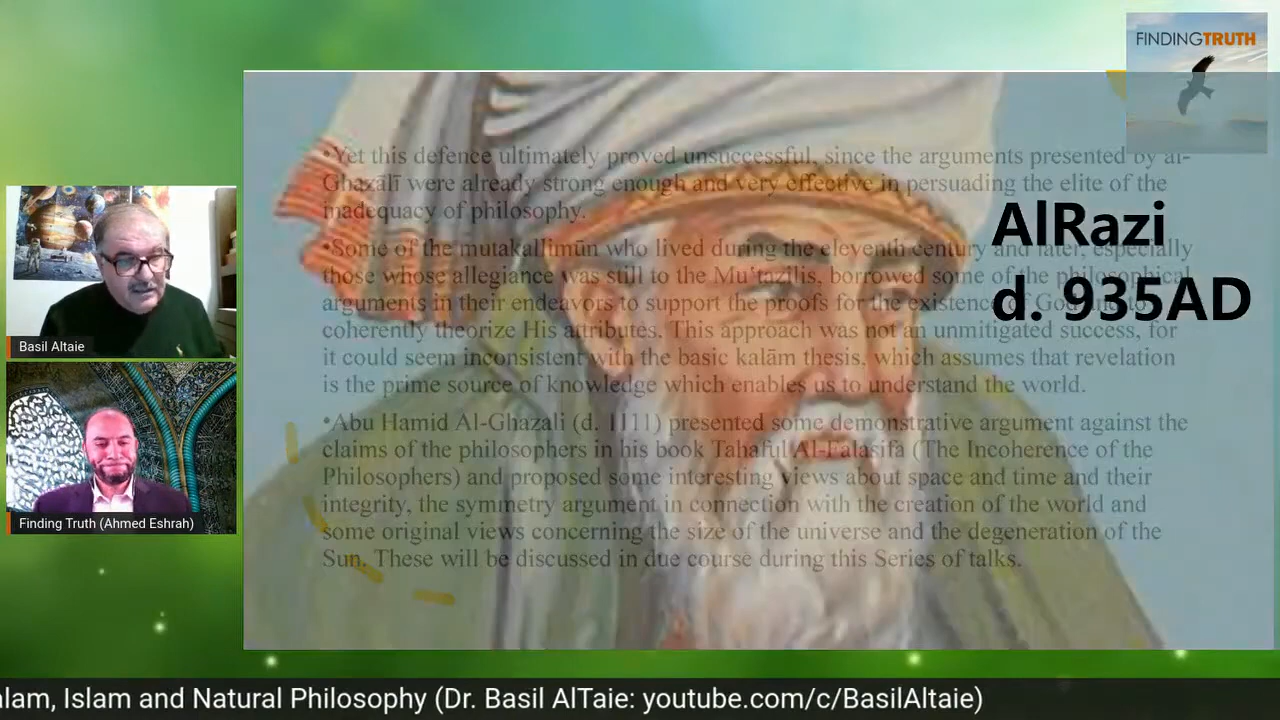 FINDINGTRUTH
•Yet this defence ultimately proved unsuccessful, since the arguments presented by al-
Ghazālī were already strong enough and very effective in persuading the elite of the
inadequacy of philosophy.
•Some of the mutakallimūn who lived during the eleventh century and later, especially
those whose allegiance was still to the Mu'tazilīs, borrowed some of the philosophical
arguments in their endeavors to support the proofs for the existence of God
coherently theorize His attributes. This approach was not an unmitigated success, for
it could seem inconsistent with the basic kalām thesis, which assumes that revelation
is the prime source of knowledge which enables us to understand the world.
•Abu Hamid Al-Ghazali (d. 1111) presented some demonstrative argument against the
claims of the philosophers in his book Tahafut Al-Falasifa (The Incoherence of the
Philosophers) and proposed some interesting views about space and time and their
integrity, the symmetry argument in connection with the creation of the world and
some original views concerning the size of the universe and the degeneration of the
Sun. These will be discussed in due course during this Series of talks.
AlRazi
d. 935AD
Basil Altaie
Finding Truth (Ahmed Eshrah)
alam, Islam and Natural Philosophy (Dr. Basil AlTaie: youtube.com/c/BasilAltaie)